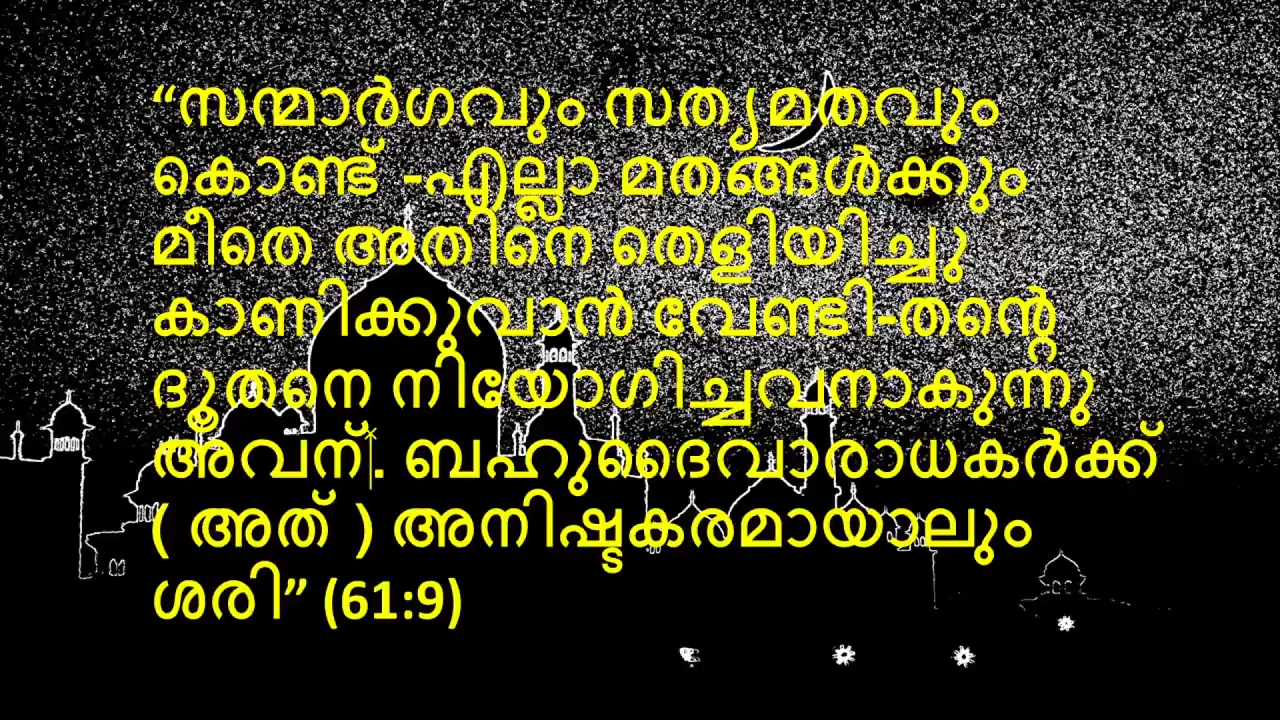 “സന്മാർഗവും സത്യമതവും
കൊണ്ട് -എല്ലാ മതങ്ങൾക്കും
മീതെ അതിനെ തെളിയിച്ചു
കാണിക്കുവാൻ വേണ്ടി-തന്റെ
ദൂതനെ നിയോഗിച്ചവനാകുന്നു
അവന്‍. ബഹുദൈവാരാധകർക്ക്
( അത് ) അനിഷ്ടകരമായാലും
ശരി” (61:9)